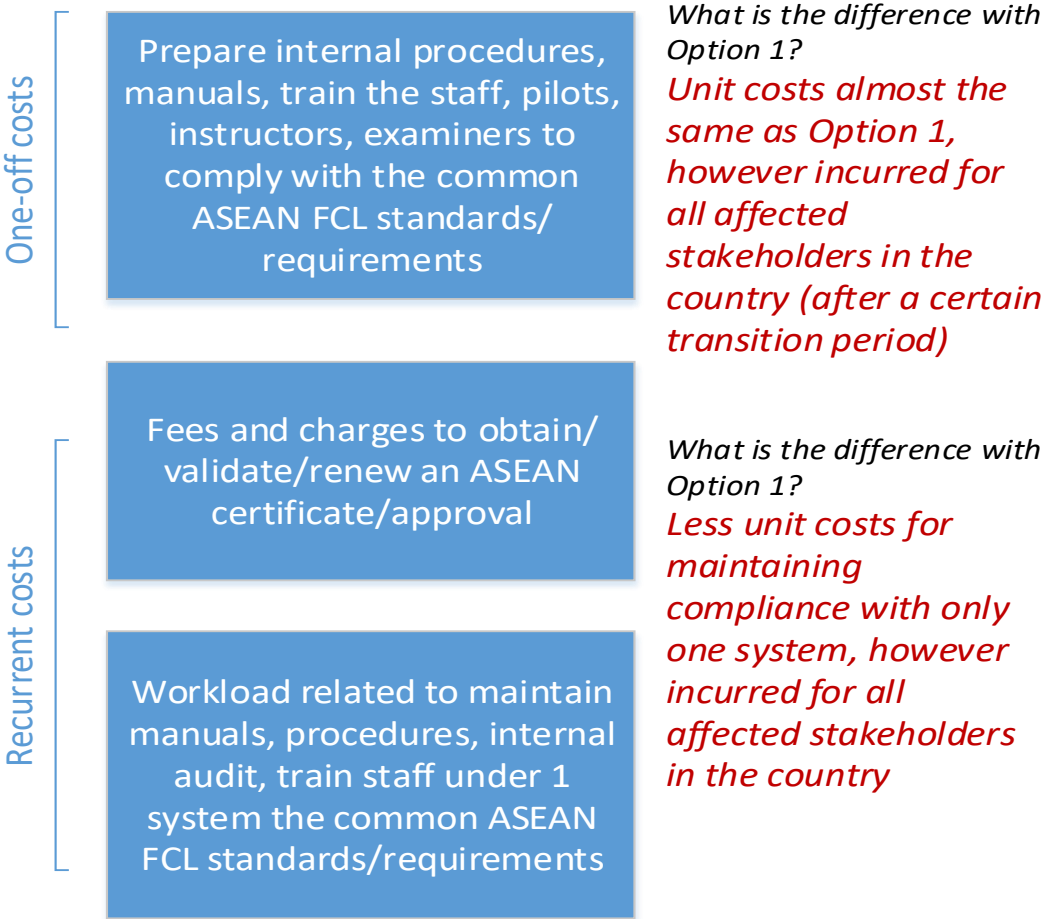 One-off costs
Prepare internal procedures,
manuals, train the staff, pilots,
instructors, examiners to
comply with the common
ASEAN FCL standards/
requirements
What is the difference with
Option 1?
Unit costs almost the
same as Option 1,
however incurred for
all affected
stakeholders in the
country (after a certain
transition period)
Recurrent costs
Fees and charges to obtain/
validate/renew an ASEAN
certificate/approval
Workload related to maintain
manuals, procedures, internal
audit, train staff under 1
system the common ASEAN
FCL standards/requirements
What is the difference with
Option 1?
Less unit costs for
maintaining
compliance with only
one system, however
incurred for all
affected stakeholders
in the country